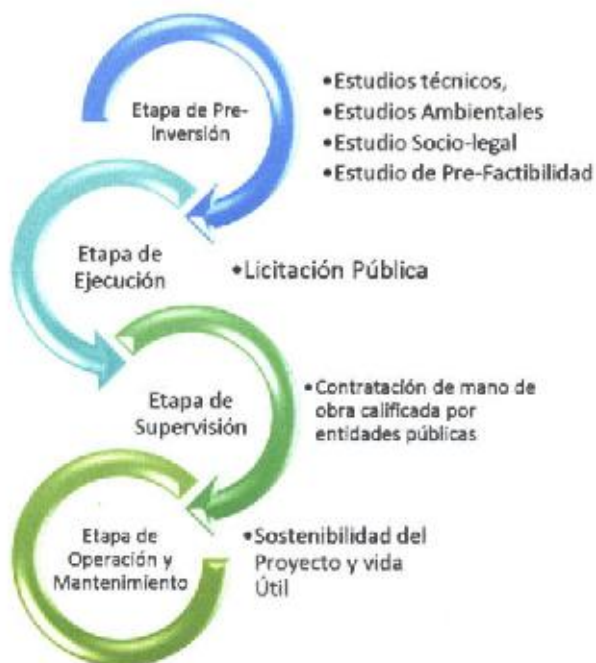 Etapa de Pre-
Inversión
•Estudios técnicos,
•Estudios Ambientales
•Estudio Socio-legal
•Estudio de Pre-Factibilidad
Etapa de
Ejecución
•Licitación Pública
Etapa de
Supervisión
•Contratación de mano de
obra calificada por
entidades públicas
Etapa de
Operación y
Mantenimiento
•Sostenibilidad del
Proyecto y vida
Útil